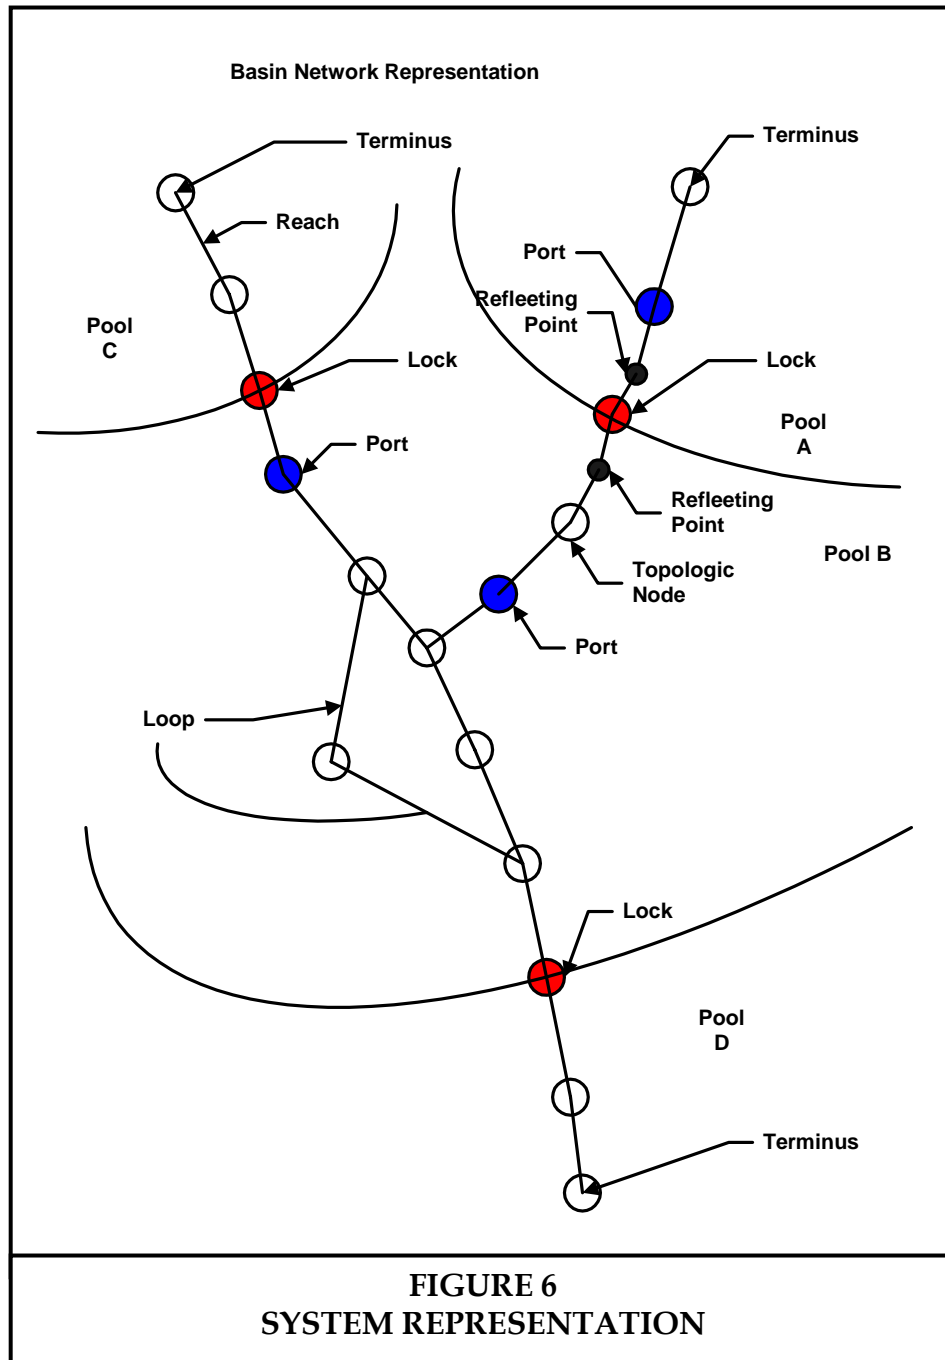 Basin Network Representation
Terminus
Terminus
Reach
Port
Refleeting
Point
Pool
C
Lock
Lock
Pool
A
Port
Refleeting
Point
Pool B
Topologic
Node
Port
Loop
Lock
Pool
D
Terminus
FIGURE 6
SYSTEM REPRESENTATION